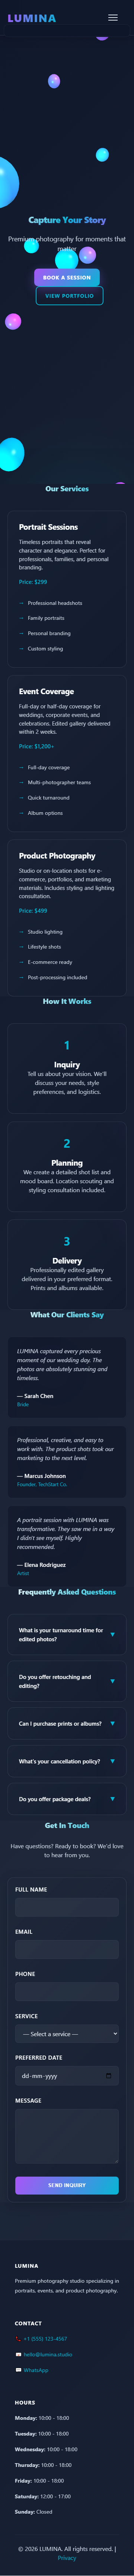 LUMINA
Capture Your Story
Premium photography for moments that
matter
BOOK A SESSION
VIEW PORTFOLIO
Our Services
Portrait Sessions
Timeless portraits that reveal
character and elegance. Perfect for
professionals, families, and personal
branding.
Price: $299
→ Professional headshots
→ Family portraits
→ Personal branding
→ Custom styling
Event Coverage
Full-day or half-day coverage for
weddings, corporate events, and
celebrations. Edited gallery delivered
within 2 weeks.
Price: $1,200+
→ Full-day coverage
→ Multi-photographer teams
→ Quick turnaround
→ Album options
Product Photography
Studio or on-location shoots for e-
commerce, portfolio, and marketing
materials. Includes styling and lighting
consultation.
Price: $499
→ Studio lighting
→ Lifestyle shots
→ E-commerce ready
→ Post-processing included
How It Works
1
Inquiry
Tell us about your vision. We'll
discuss your needs, style
preferences, and logistics.
2
Planning
We create a detailed shot list and
mood board. Location scouting and
styling consultation included.
3
Delivery
Professionally edited gallery
delivered in your preferred format.
Prints and albums available.
What Our Clients Say
LUMINA captured every precious
moment of our wedding day. The
photos are absolutely stunning and
timeless.
— Sarah Chen
Bride
Professional, creative, and easy to
work with. The product shots took our
marketing to the next level.
— Marcus Johnson
Founder, TechStart Co.
A portrait session with LUMINA was
transformative. They saw me in a way
I didn't see myself. Highly
recommended.
— Elena Rodriguez
Artist
Frequently Asked Questions
What is your turnaround time for
edited photos?
▼
Do you offer retouching and
editing?
▼
Can I purchase prints or albums? ▼
What's your cancellation policy? ▼
Do you offer package deals? ▼
Get In Touch
Have questions? Ready to book? We'd love
to hear from you.
FULL NAME
EMAIL
PHONE
SERVICE
— Select a service —
PREFERRED DATE
dd-mm-yyyy
MESSAGE
SEND INQUIRY
LUMINA
Premium photography studio specializing in
portraits, events, and product photography.
CONTACT
+1 (555) 123-4567
hello@lumina.studio
WhatsApp
HOURS
Monday: 10:00 - 18:00
Tuesday: 10:00 - 18:00
Wednesday: 10:00 - 18:00
Thursday: 10:00 - 18:00
Friday: 10:00 - 18:00
Saturday: 12:00 - 17:00
Sunday: Closed
© 2026 LUMINA. All rights reserved. |
Privacy